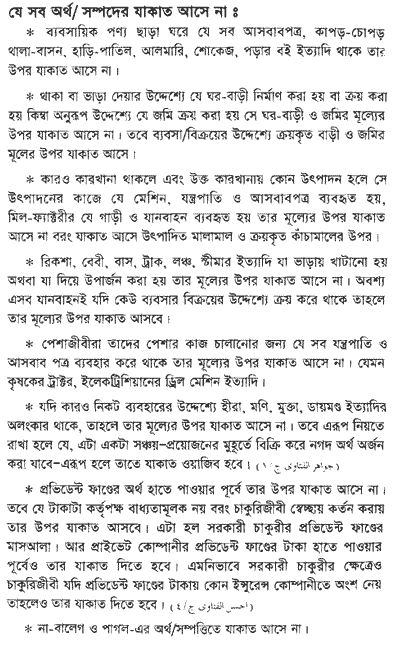 যে সব অর্থ/সম্পদের যাকাত আসে না ঃ
* ব্যবসায়িক পণ্য ছাড়া ঘরে যে সব আসবাবপত্র, কাপড়-চোপড়
থালা-বাসন, হাড়ি-পাতিল, আলমারি, শোকেজ, পড়ার বই ইত্যাদি থাকে তার
উপর যাকাত আসে না।
* থাকা বা ভাড়া দেয়ার উদ্দেশ্যে যে ঘর-বাড়ী নির্মাণ করা হয় বা ক্রয় করা
হয় কিম্বা অনুরূপ উদ্দেশ্যে যে জমি ক্রয় করা হয় সে ঘর-বাড়ী ও জমির মূল্যের
উপর যাকাত আসে না। তবে ব্যবসা/বিক্রয়ের উদ্দেশ্যে ক্রয়কৃত বাড়ী ও জমির
মূলের উপর যাকাত আসে।
* কারও কারখানা থাকলে এবং উক্ত কারখানায় কোন উৎপাদন হলে সে
উৎপাদনের কাজে যে মেশিন, যন্ত্রপাতি ও আসবাবপত্র ব্যবহৃত হয়,
মিল-ফ্যাক্টরীর যে গাড়ী ও যানবাহন ব্যবহৃত হয় তার মূল্যের উপর যাকাত
আসে না বরং যাকাত আসে উৎপাদিত মালামাল ও ক্রয়কৃত কাঁচামালের উপর।
* রিকশা, বেবী, বাস, ট্রাক, লঞ্চ, স্টীমার ইত্যাদি যা ভাড়ায় খাটানো হয়
অথবা যা দিয়ে উপার্জন করা হয় তার মূল্যের উপর যাকাত আসে না। অবশ্য
এসব যানবাহনই যদি কেউ ব্যবসার বিক্রয়ের উদ্দেশ্যে ক্রয় করে থাকে তাহলে
তার মূল্যের উপর যাকাত আসবে।
* পেশাজীবীরা তাদের পেশার কাজ চালানোর জন্য যে সব যন্ত্রপাতি ও
আসবাব পত্র ব্যবহার করে থাকে তার মূল্যের উপর যাকাত আসে না। যেমন
কৃষকের ট্রাক্টর, ইলেকট্রিশিয়ানের ড্রিল মেশিন ইত্যাদি।
* যদি কারও নিকট ব্যবহারের উদ্দেশ্যে হীরা, মণি, মুক্তা, ডায়মণ্ড ইত্যাদির
অলংকার থাকে, তাহলে তার মূল্যের উপর যাকাত আসে না। তবে এরূপ নিয়তে
রাখা হলে যে, এটা একটা সঞ্চয়–প্রয়োজনের মুহূর্তে বিক্রি করে নগদ অর্থ অর্জন
করা যাবে–এরূপ হলে তাতে যাকাত ওয়াজিব হবে। (جواهر الفتاوى ج/١)
* প্রভিডেন্ট ফাণ্ডের অর্থ হাতে পাওয়ার পূর্বে তার উপর যাকাত আসে না।
তবে যে টাকাটা কর্তৃপক্ষ বাধ্যতামূলক নয় বরং চাকুরিজীবী স্বেচ্ছায় কর্তন করায়
তার উপর যাকাত আসবে। এটা হল সরকারী চাকুরীর প্রভিডেন্ট ফাণ্ডের
মাসআলা। আর প্রাইভেট কোম্পানীর প্রভিডেন্ট ফাণ্ডের টাকা হাতে পাওয়ার
পূর্বেও তার যাকাত দিতে হবে। এমনিভাবে সরকারী চাকুরীর ক্ষেত্রেও
চাকুরিজীবী যদি প্রভিডেন্ট ফাণ্ডের টাকায় কোন ইন্সুরেন্স কোম্পানীতে অংশ নেয়
তাহলেও তার যাকাত দিতে হবে। (احسن الفتاوى ج/٤)
* না-বালেগ ও পাগল-এর অর্থ/সম্পত্তিতে যাকাত আসে না।